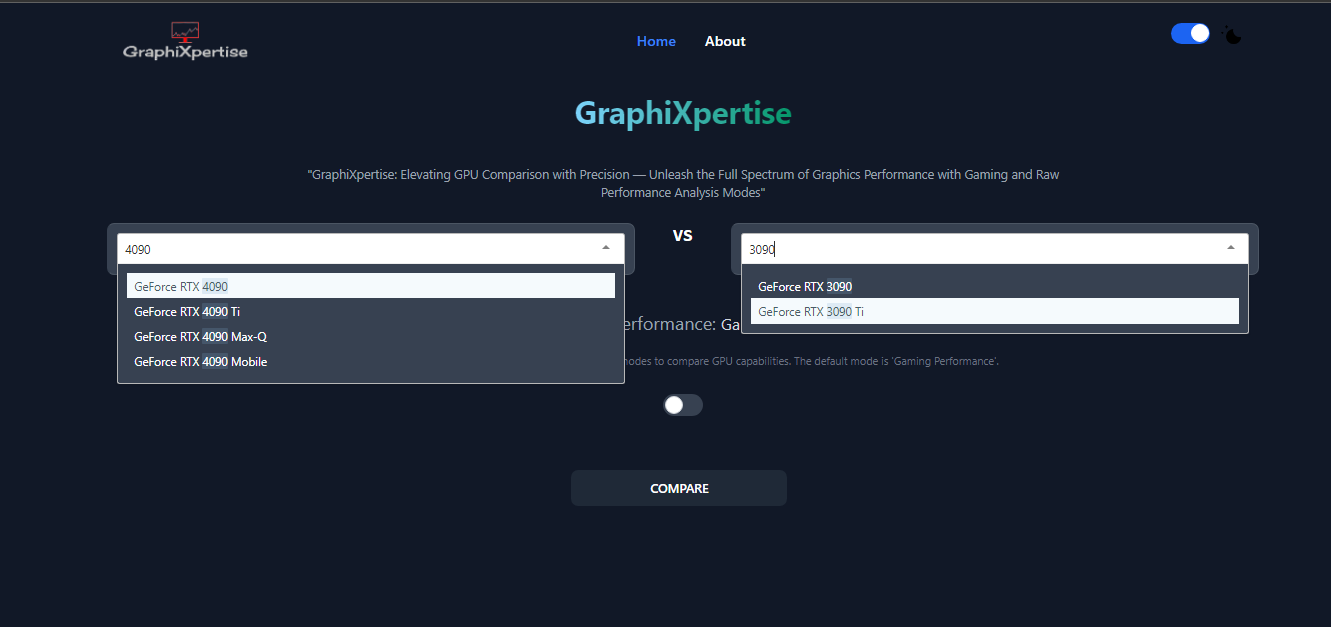 GraphiXpertise
Home
About
GraphiXpertise
"GraphiXpertise: Elevating GPU Comparison with Precision — Unleash the Full Spectrum of Graphics Performance with Gaming and Raw
Performance Analysis Modes"
4090
VS
3090
GeForce RTX 4090
GeForce RTX 4090 Ti
GeForce RTX 4090 Max-Q
GeForce RTX 4090 Mobile
GeForce RTX 3090
GeForce RTX 3090 Ti
erformance: Ga
to compare GPU capabilities. The default mode is 'Gaming Performance'.
COMPARE